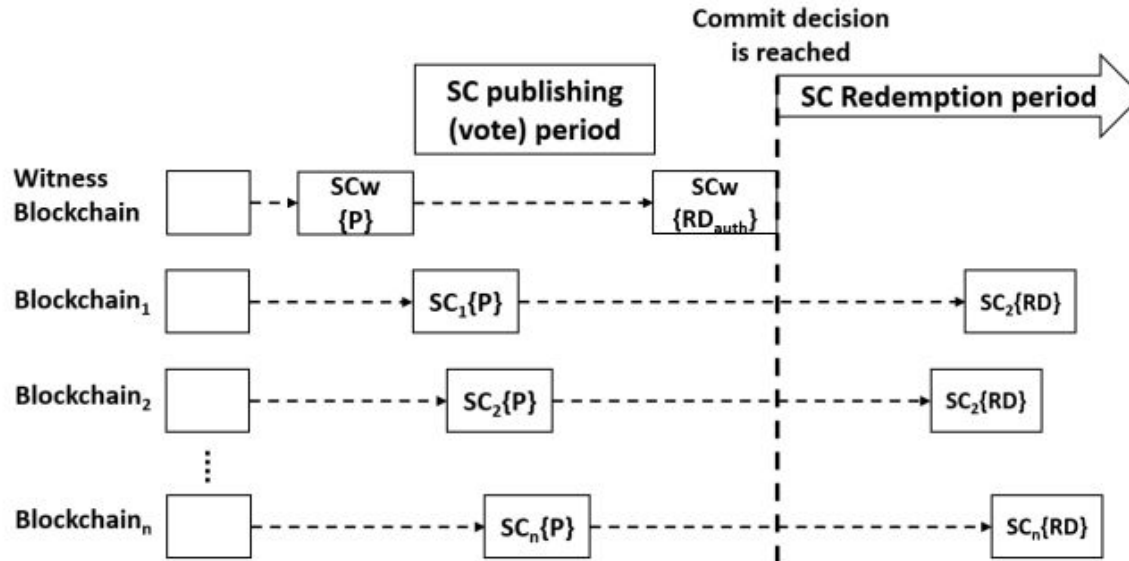 Commit decision
is reached
SC publishing
(vote) period
SC Redemption period
Witness
Blockchain
SCw
{P}
SCw
{RD_auth}
Blockchain₁
SC₁{P}
SC₂{RD}
Blockchain₂
SC₂{P}
SC₂{RD}
Blockchainₙ
SCₙ{P}
SCₙ{RD}